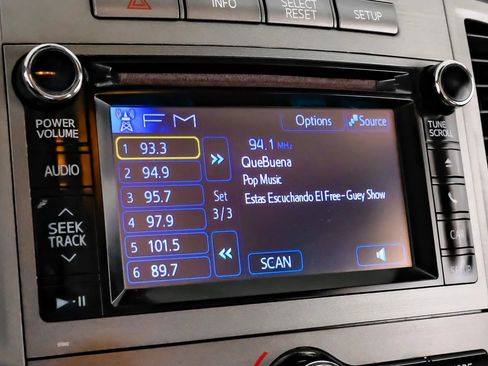 INFO
SELECT
RESET
SETUP
POWER
VOLUME
AUDIO
SEEK
TRACK
FM
Options
Source
1 93.3
2 94.9
3 95.7
4 97.9
5 101.5
6 89.7
Set
3/3
94.1 MHz
QueBuena
Pop Music
Estas Escuchando El Free-Guey Show
SCAN
TUNE
SCROLL
CAR
SETUP